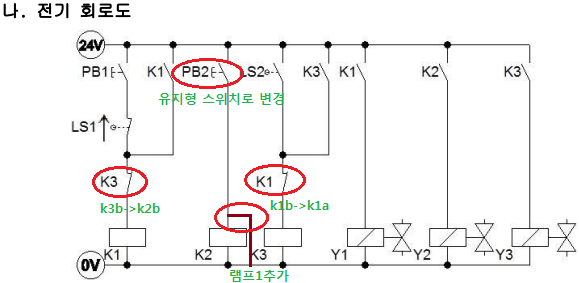 나. 전기 회로도
24V
PB1 K1 PB2 LS2 K3 K1 K2 K3
유지형 스위치로 변경
LS1
K3 K1
k3b->k2b k1b->k1a
K1 K2 K3 Y1 Y2 Y3
0V
램프1추가